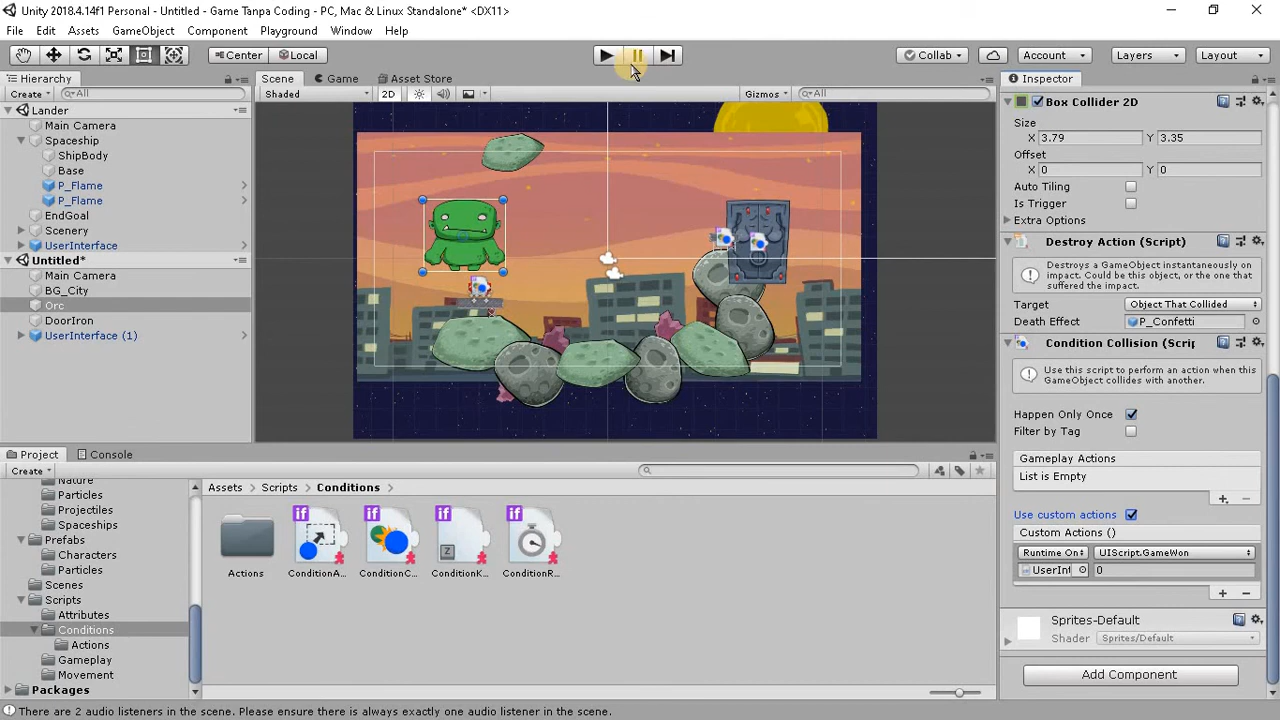 Unity 2018.4.14f1 Personal - Untitled - Game Tanpa Coding - PC, Mac & Linux Standalone* <DX11>
File Edit Assets GameObject Component Playground Window Help
Center Local Collab Account Layers Layout
Hierarchy Scene Game Asset Store Inspector
Create All Shaded 2D Gizmos All
Lander
Main Camera
Spaceship
ShipBody
Base
P_Flame
P_Flame
EndGoal
Scenery
UserInterface
Untitled*
Main Camera
BG_City
Orc
DoorIron
UserInterface (1)
Box Collider 2D
Size
X 3.79 Y 3.35
Offset
X 0 Y 0
Auto Tiling
Is Trigger
Extra Options
Destroy Action (Script)
Destroys a GameObject instantaneously on
impact. Could be this object, or the one that
suffered the impact.
Target Object That Collided
Death Effect P_Confetti
Condition Collision (Scrip
Use this script to perform an action when this
GameObject collides with another.
Happen Only Once
Filter by Tag
Gameplay Actions
List is Empty
Use custom actions
Custom Actions ()
Runtime On UIScript.GameWon
UserInt 0
Sprites-Default
Shader Sprites/Default
Add Component
Project Console
Create
Nature
Particles
Projectiles
Spaceships
Prefabs
Characters
Particles
Scenes
Scripts
Attributes
Conditions
Actions
Gameplay
Movement
Packages
Assets Scripts Conditions
if if if if
Z
Actions ConditionA... ConditionC... ConditionK... ConditionR...
There are 2 audio listeners in the scene. Please ensure there is always exactly one audio listener in the scene.